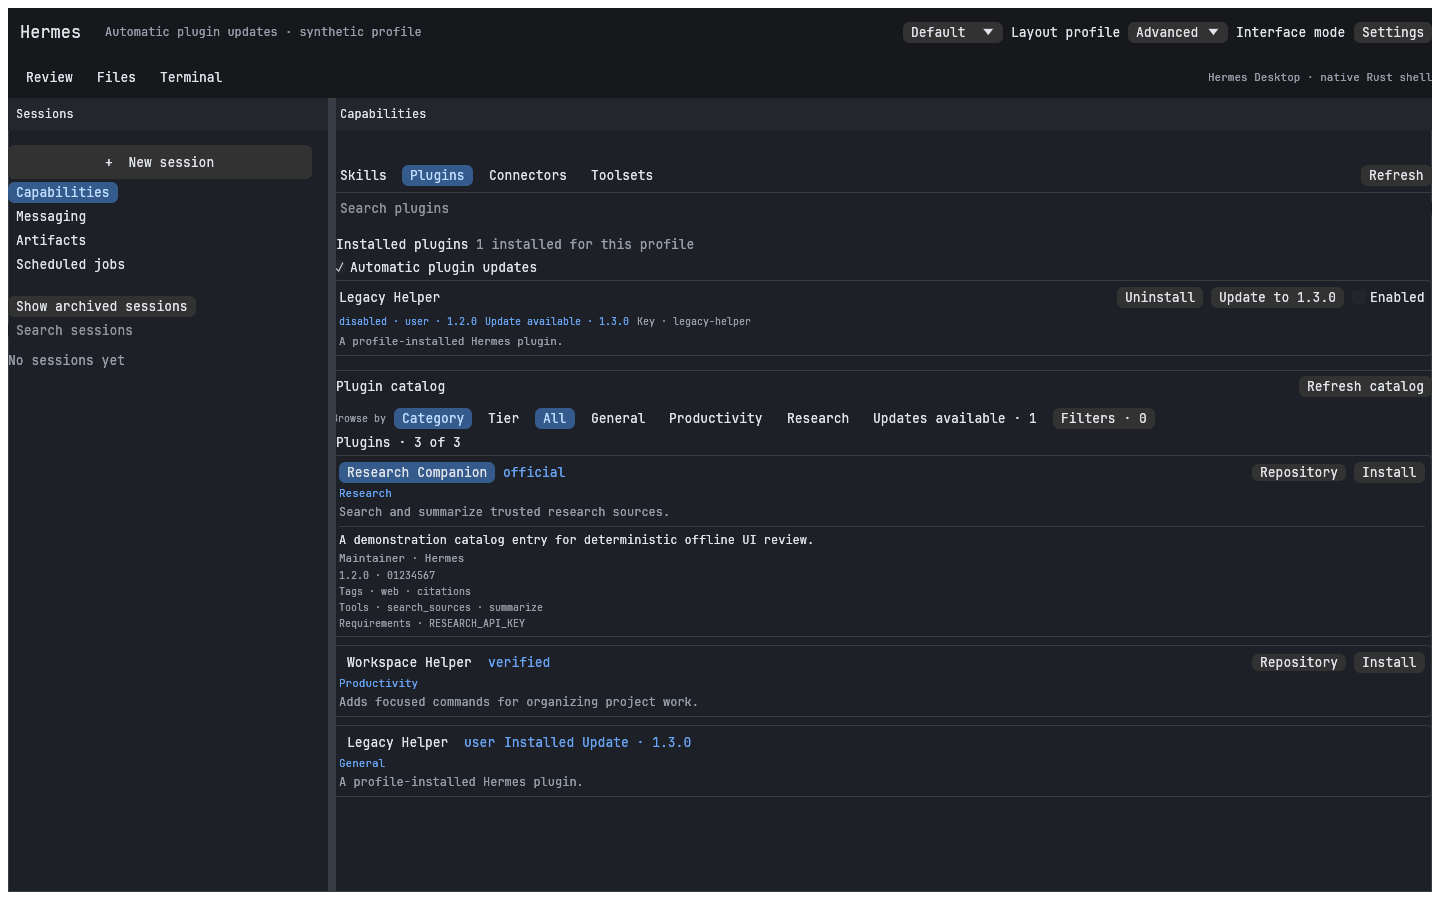 Hermes Automatic plugin updates · synthetic profile Default Layout profile Advanced Interface mode Settings
Review Files Terminal Hermes Desktop · native Rust shell
Sessions
+ New session
Capabilities
Messaging
Artifacts
Scheduled jobs
Show archived sessions
Search sessions
No sessions yet
Capabilities
Skills Plugins Connectors Toolsets Refresh
Search plugins
Installed plugins 1 installed for this profile
✓ Automatic plugin updates
Legacy Helper Uninstall Update to 1.3.0 Enabled
disabled · user · 1.2.0 Update available · 1.3.0 Key · legacy-helper
A profile-installed Hermes plugin.
Plugin catalog Refresh catalog
Browse by Category Tier All General Productivity Research Updates available · 1 Filters · 0
Plugins · 3 of 3
Research Companion official Repository Install
Research
Search and summarize trusted research sources.
A demonstration catalog entry for deterministic offline UI review.
Maintainer · Hermes
1.2.0 · 01234567
Tags · web · citations
Tools · search_sources · summarize
Requirements · RESEARCH_API_KEY
Workspace Helper verified Repository Install
Productivity
Adds focused commands for organizing project work.
Legacy Helper user Installed Update · 1.3.0
General
A profile-installed Hermes plugin.